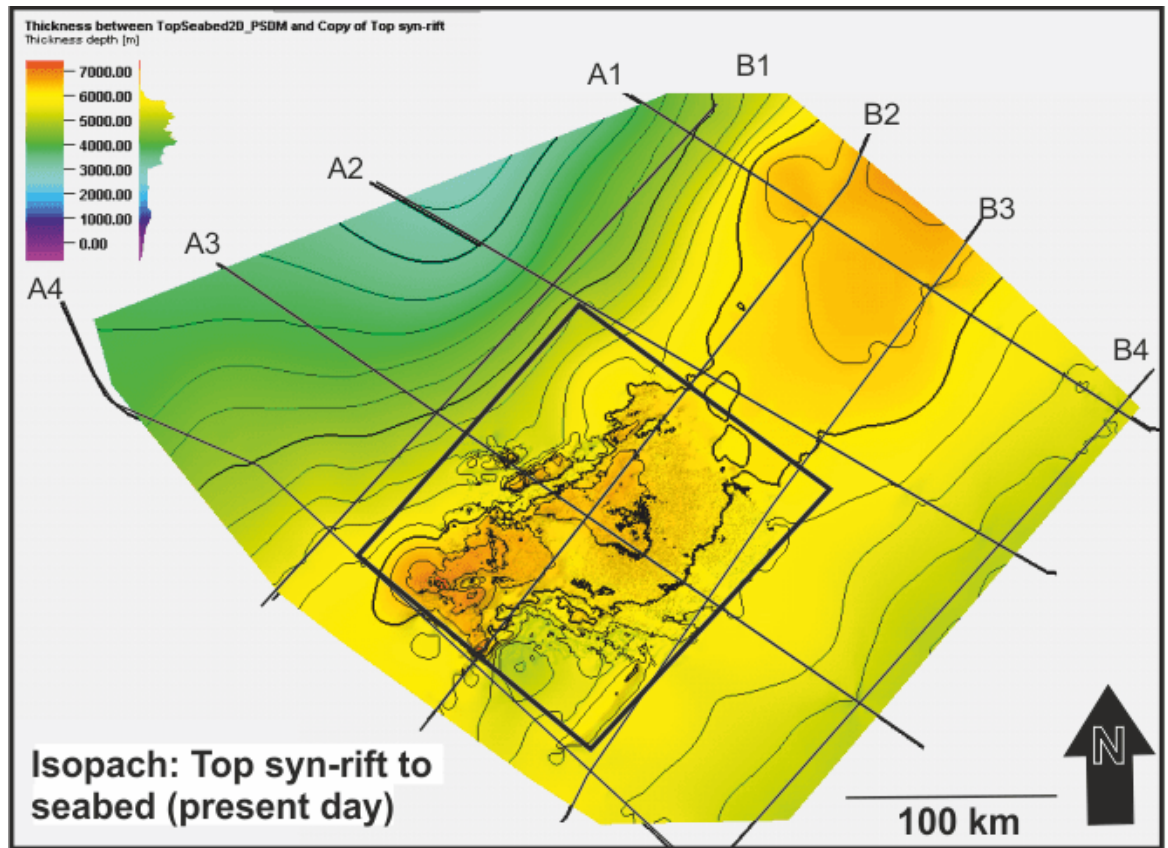 Thickness between TopSeabed2D_PSDM and Copy of Top syn-rift
Thickness depth [m]
7000.00
6000.00
5000.00
4000.00
3000.00
2000.00
1000.00
0.00
A1
B1
B2
A2
B3
A3
A4
B4
N
Isopach: Top syn-rift to
seabed (present day)
100 km